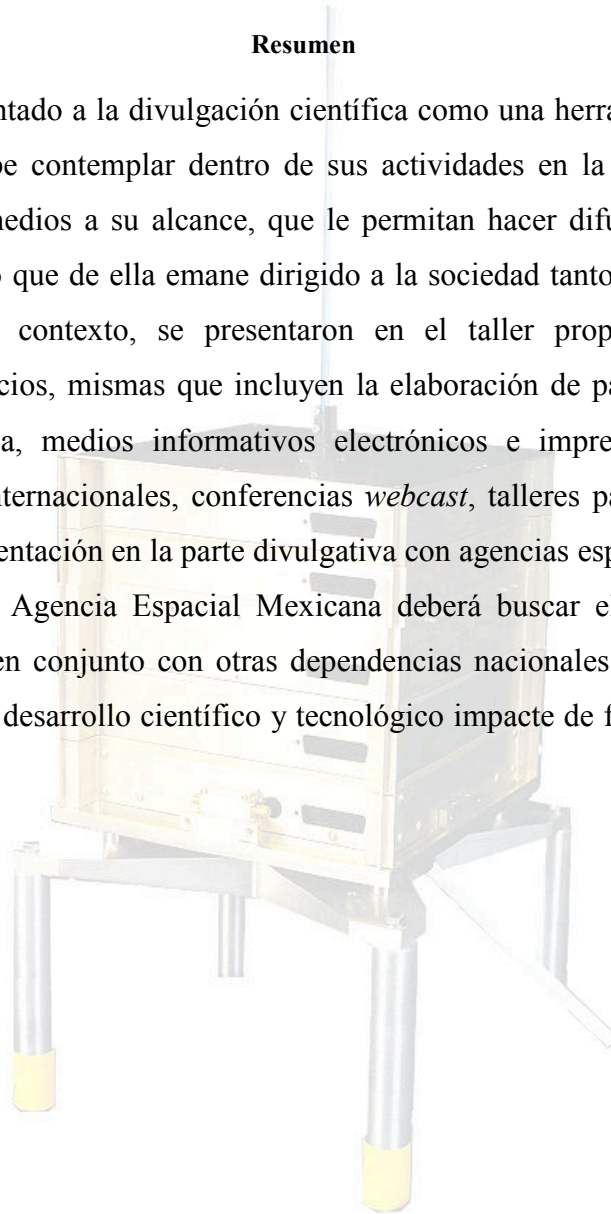 Resumen
ntado a la divulgación científica como una herra
e contemplar dentro de sus actividades en la
nedios a su alcance, que le permitan hacer difu
o que de ella emane dirigido a la sociedad tanto
contexto, se presentaron en el taller prop
cios, mismas que incluyen la elaboración de pa
a, medios informativos electrónicos e impre
nternacionales, conferencias webcast, talleres pa
entación en la parte divulgativa con agencias esp
Agencia Espacial Mexicana deberá buscar el
en conjunto con otras dependencias nacionales
desarrollo científico y tecnológico impacte de f